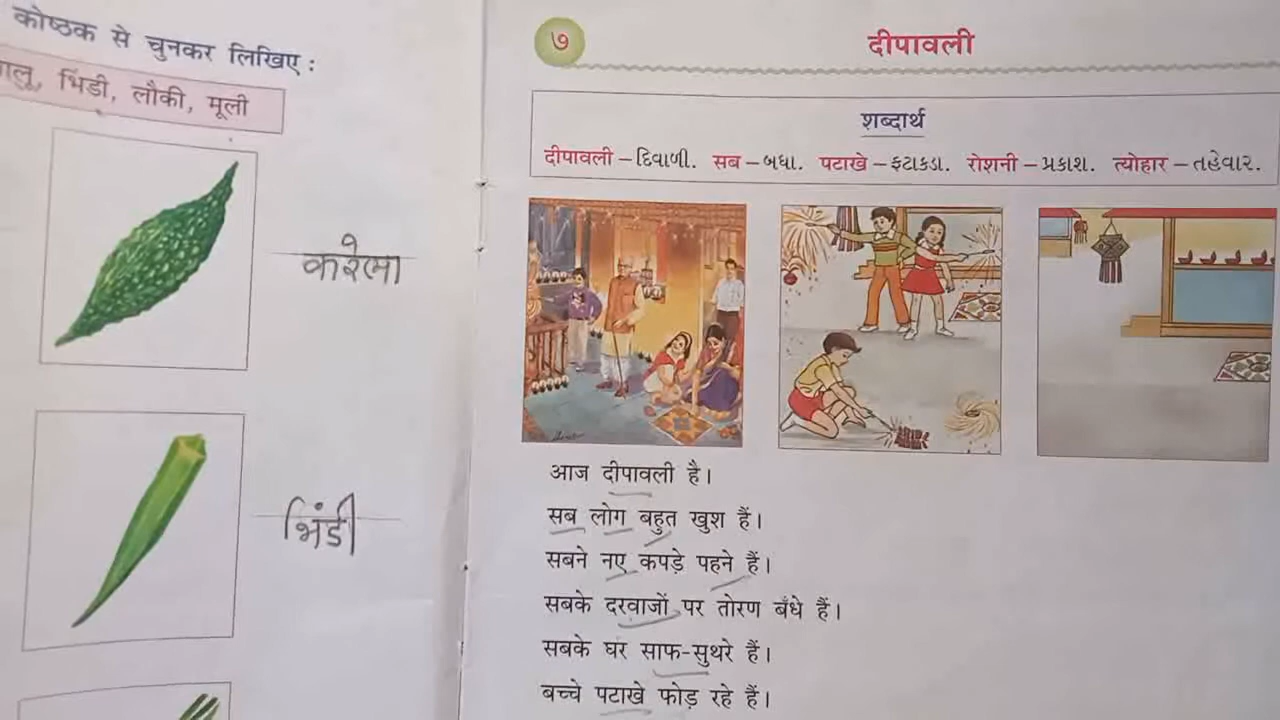 कोष्ठक से चुनकर लिखिए :
भिंडी, लौकी, मूली
करेला
भिंडी
७
दीपावली
शब्दार्थ
दीपावली – દિવાળી. सब – બધા. पटाखे – ફટાકડા. रोशनी – પ્રકાશ. त्योहार – તહેવાર.
आज दीपावली है।
सब लोग बहुत खुश हैं।
सबने नए कपड़े पहने हैं।
सबके दरवाजों पर तोरण बँधे हैं।
सबके घर साफ-सुथरे हैं।
बच्चे पटाखे फोड़ रहे हैं।